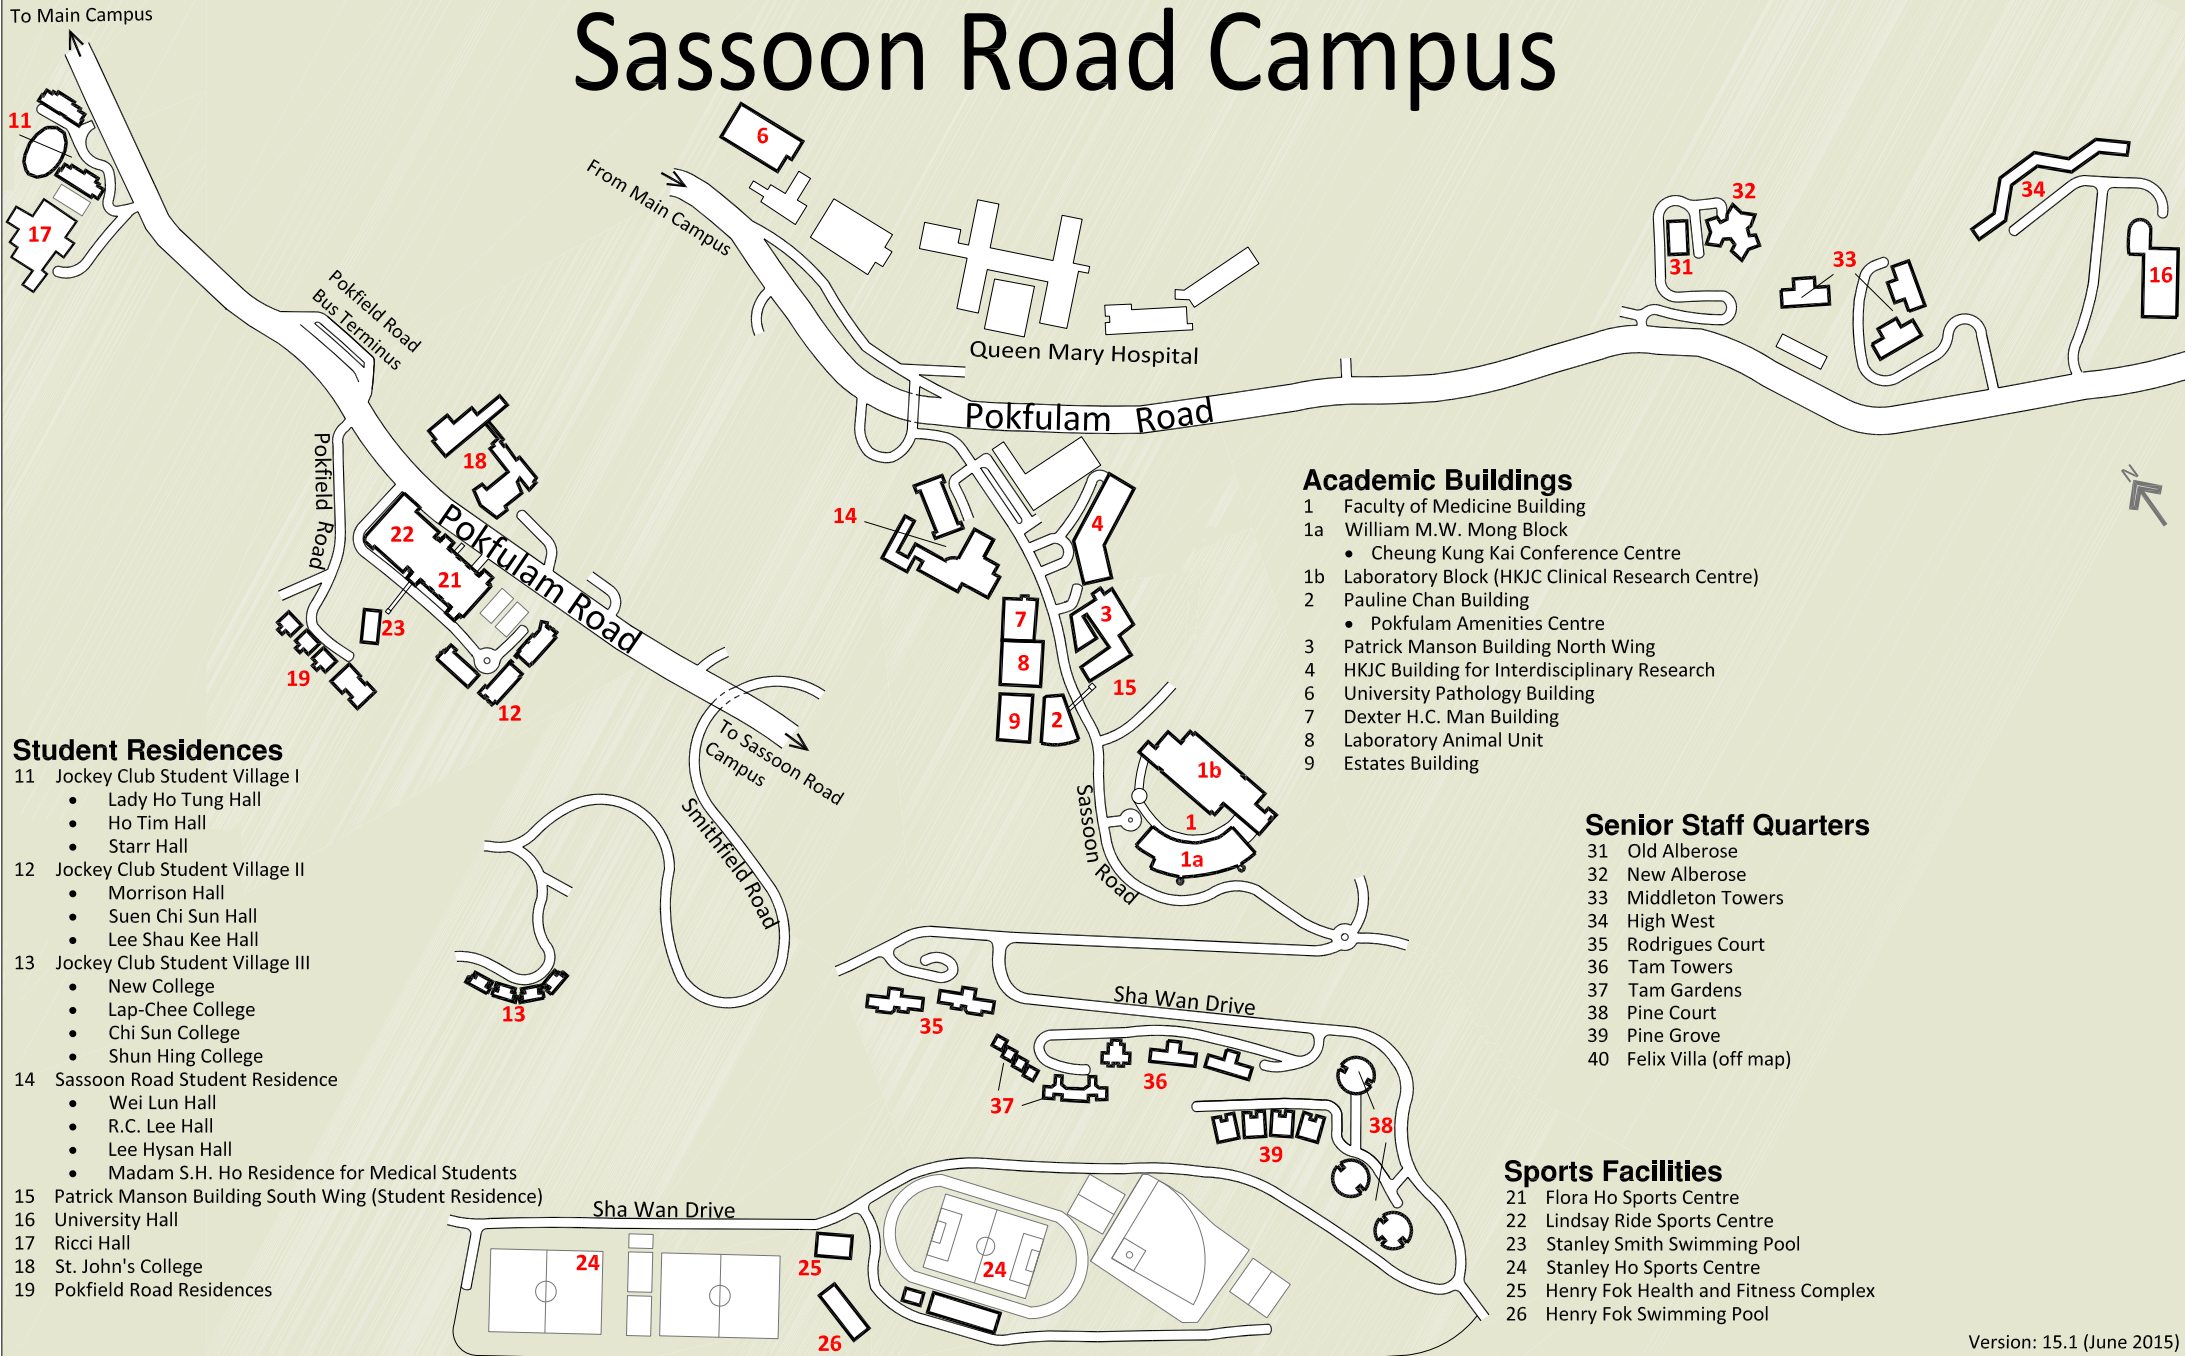 To Main Campus
Sassoon Road Campus
11
17
6
From Main Campus
Queen Mary Hospital
Pokfulam Road
32
31
33
34
16
N
Pokfield Road
Bus Terminus
Pokfield Road
18
22
21
23
19
12
Pokfulam Road
To Sassoon Road
Campus
Smithfield Road
13
14
4
7
3
8
15
9
2
1b
1
1a
Sassoon Road
Sha Wan Drive
35
37
36
38
39
Sha Wan Drive
24
25
24
26
Academic Buildings
1 Faculty of Medicine Building
1a William M.W. Mong Block
• Cheung Kung Kai Conference Centre
1b Laboratory Block (HKJC Clinical Research Centre)
2 Pauline Chan Building
• Pokfulam Amenities Centre
3 Patrick Manson Building North Wing
4 HKJC Building for Interdisciplinary Research
6 University Pathology Building
7 Dexter H.C. Man Building
8 Laboratory Animal Unit
9 Estates Building
Student Residences
11 Jockey Club Student Village I
• Lady Ho Tung Hall
• Ho Tim Hall
• Starr Hall
12 Jockey Club Student Village II
• Morrison Hall
• Suen Chi Sun Hall
• Lee Shau Kee Hall
13 Jockey Club Student Village III
• New College
• Lap-Chee College
• Chi Sun College
• Shun Hing College
14 Sassoon Road Student Residence
• Wei Lun Hall
• R.C. Lee Hall
• Lee Hysan Hall
• Madam S.H. Ho Residence for Medical Students
15 Patrick Manson Building South Wing (Student Residence)
16 University Hall
17 Ricci Hall
18 St. John's College
19 Pokfield Road Residences
Senior Staff Quarters
31 Old Alberose
32 New Alberose
33 Middleton Towers
34 High West
35 Rodrigues Court
36 Tam Towers
37 Tam Gardens
38 Pine Court
39 Pine Grove
40 Felix Villa (off map)
Sports Facilities
21 Flora Ho Sports Centre
22 Lindsay Ride Sports Centre
23 Stanley Smith Swimming Pool
24 Stanley Ho Sports Centre
25 Henry Fok Health and Fitness Complex
26 Henry Fok Swimming Pool
Version: 15.1 (June 2015)